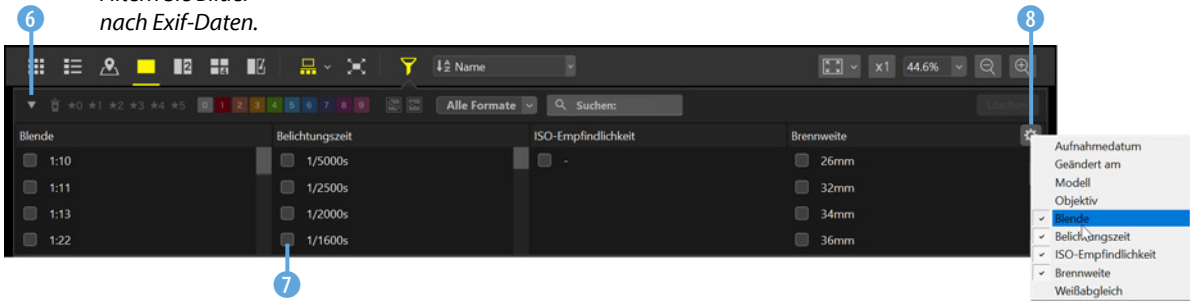 nach Exif-Daten.
6
8
Name
x1
44.6%
★0 ★1 ★2 ★3 ★4 ★5
0 1 2 3 4 5 6 7 8 9
Alle Formate
Suchen:
Löschen
Blende
Belichtungszeit
ISO-Empfindlichkeit
Brennweite
1:10
1/5000s
-
26mm
1:11
1/2500s
32mm
1:13
1/2000s
34mm
1:22
1/1600s
36mm
7
Aufnahmedatum
Geändert am
Modell
Objektiv
Blende
Belichtungszeit
ISO-Empfindlichkeit
Brennweite
Weißabgleich